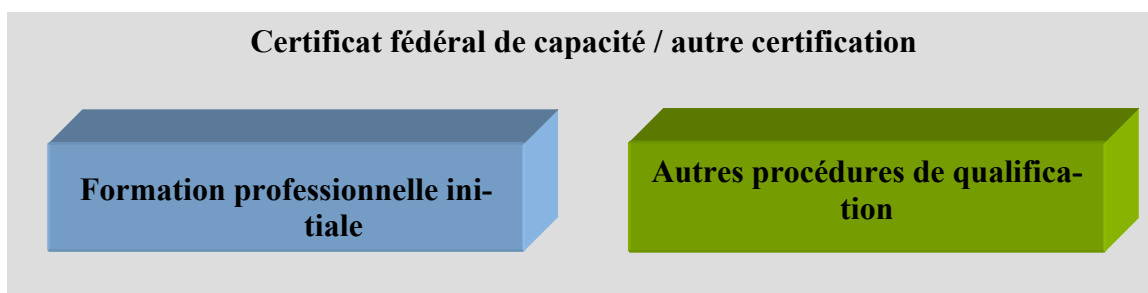 Certificat fédéral de capacité / autre certification
Formation professionnelle ini-
tiale
Autres procédures de qualifica-
tion